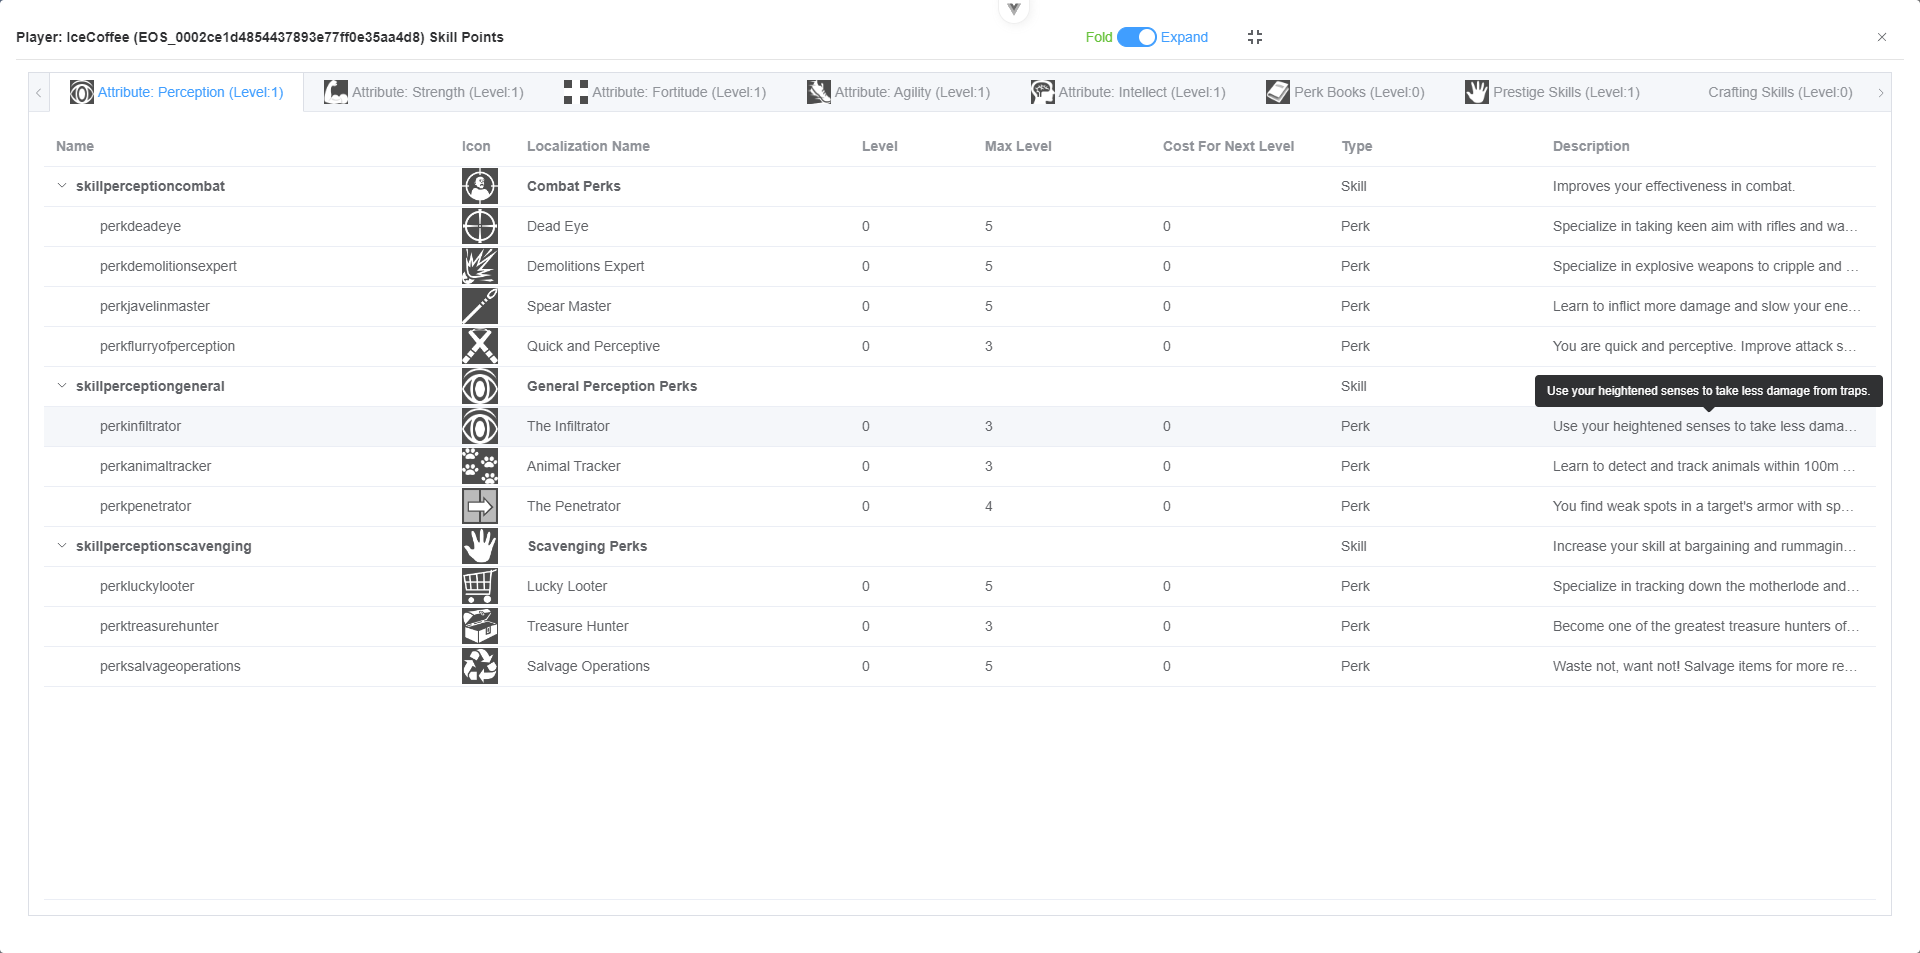 Player: IceCoffee (EOS_0002ce1d4854437893e77ff0e35aa4d8) Skill Points
Fold Expand
Attribute: Perception (Level:1) Attribute: Strength (Level:1) Attribute: Fortitude (Level:1) Attribute: Agility (Level:1) Attribute: Intellect (Level:1) Perk Books (Level:0) Prestige Skills (Level:1) Crafting Skills (Level:0)
Name Icon Localization Name Level Max Level Cost For Next Level Type Description
skillperceptioncombat Combat Perks Skill Improves your effectiveness in combat.
perkdeadeye Dead Eye 0 5 0 Perk Specialize in taking keen aim with rifles and wa…
perkdemolitionsexpert Demolitions Expert 0 5 0 Perk Specialize in explosive weapons to cripple and …
perkjavelinmaster Spear Master 0 5 0 Perk Learn to inflict more damage and slow your ene…
perkflurryofperception Quick and Perceptive 0 3 0 Perk You are quick and perceptive. Improve attack s…
skillperceptiongeneral General Perception Perks Skill
Use your heightened senses to take less damage from traps.
perkinfiltrator The Infiltrator 0 3 0 Perk Use your heightened senses to take less dama…
perkanimaltracker Animal Tracker 0 3 0 Perk Learn to detect and track animals within 100m …
perkpenetrator The Penetrator 0 4 0 Perk You find weak spots in a target's armor with sp…
skillperceptionscavenging Scavenging Perks Skill Increase your skill at bargaining and rummagin…
perkluckylooter Lucky Looter 0 5 0 Perk Specialize in tracking down the motherlode and…
perktreasurehunter Treasure Hunter 0 3 0 Perk Become one of the greatest treasure hunters of…
perksalvageoperations Salvage Operations 0 5 0 Perk Waste not, want not! Salvage items for more re…